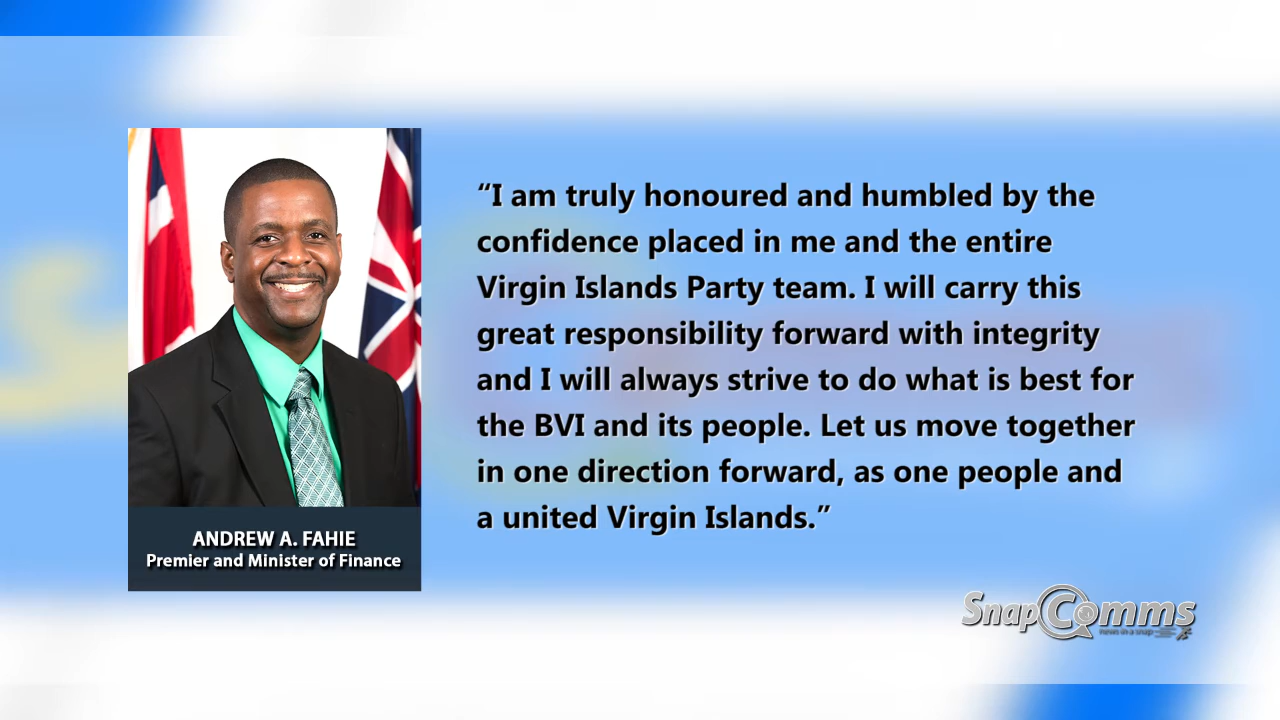 “I am truly honoured and humbled by the
confidence placed in me and the entire
Virgin Islands Party team. I will carry this
great responsibility forward with integrity
and I will always strive to do what is best for
the BVI and its people. Let us move together
in one direction forward, as one people and
a united Virgin Islands.”
ANDREW A. FAHIE
Premier and Minister of Finance
SnapComms
news in a snap